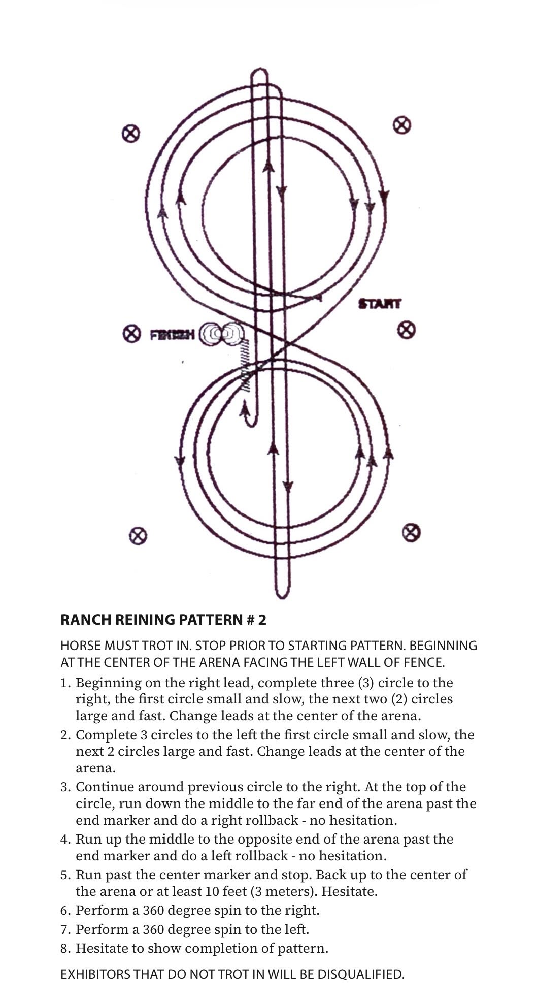 START
FINISH
RANCH REINING PATTERN # 2
HORSE MUST TROT IN. STOP PRIOR TO STARTING PATTERN. BEGINNING
AT THE CENTER OF THE ARENA FACING THE LEFT WALL OF FENCE.
1. Beginning on the right lead, complete three (3) circle to the
right, the first circle small and slow, the next two (2) circles
large and fast. Change leads at the center of the arena.
2. Complete 3 circles to the left the first circle small and slow, the
next 2 circles large and fast. Change leads at the center of the
arena.
3. Continue around previous circle to the right. At the top of the
circle, run down the middle to the far end of the arena past the
end marker and do a right rollback - no hesitation.
4. Run up the middle to the opposite end of the arena past the
end marker and do a left rollback - no hesitation.
5. Run past the center marker and stop. Back up to the center of
the arena or at least 10 feet (3 meters). Hesitate.
6. Perform a 360 degree spin to the right.
7. Perform a 360 degree spin to the left.
8. Hesitate to show completion of pattern.
EXHIBITORS THAT DO NOT TROT IN WILL BE DISQUALIFIED.